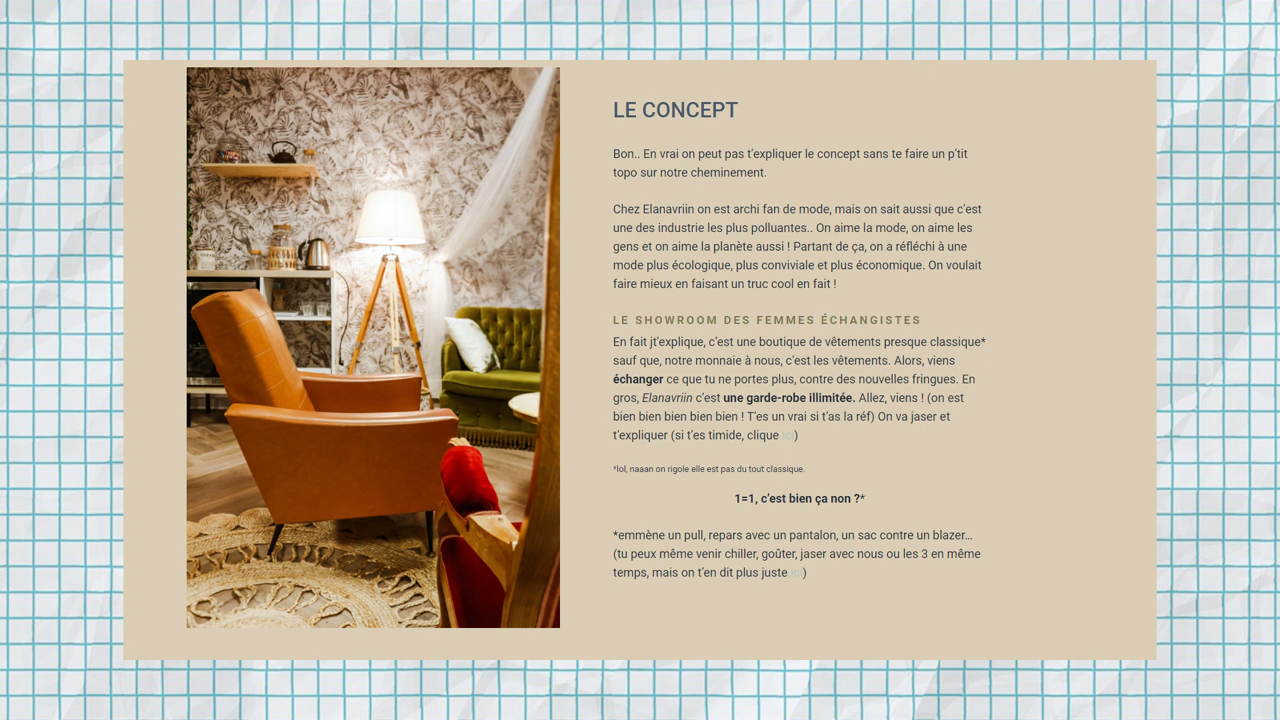 LE CONCEPT
Bon.. En vrai on peut pas t'expliquer le concept sans te faire un p'tit
topo sur notre cheminement.
Chez Elanavriin on est archi fan de mode, mais on sait aussi que c'est
une des industrie les plus polluantes.. On aime la mode, on aime les
gens et on aime la planète aussi ! Partant de ça, on a réfléchi à une
mode plus écologique, plus conviviale et plus économique. On voulait
faire mieux en faisant un truc cool en fait !
LE SHOWROOM DES FEMMES ÉCHANGISTES
En fait jt'explique, c'est une boutique de vêtements presque classique*
sauf que, notre monnaie à nous, c'est les vêtements. Alors, viens
échanger ce que tu ne portes plus, contre des nouvelles fringues. En
gros, Elanavriin c'est une garde-robe illimitée. Allez, viens ! (on est
bien bien bien bien bien ! T'es un vrai si t'as la réf) On va jaser et
t'expliquer (si t'es timide, clique ici)
*lol, naaan on rigole elle est pas du tout classique.
1=1, c'est bien ça non ?*
*emmène un pull, repars avec un pantalon, un sac contre un blazer...
(tu peux même venir chiller, goûter, jaser avec nous ou les 3 en même
temps, mais on t'en dit plus juste ici)